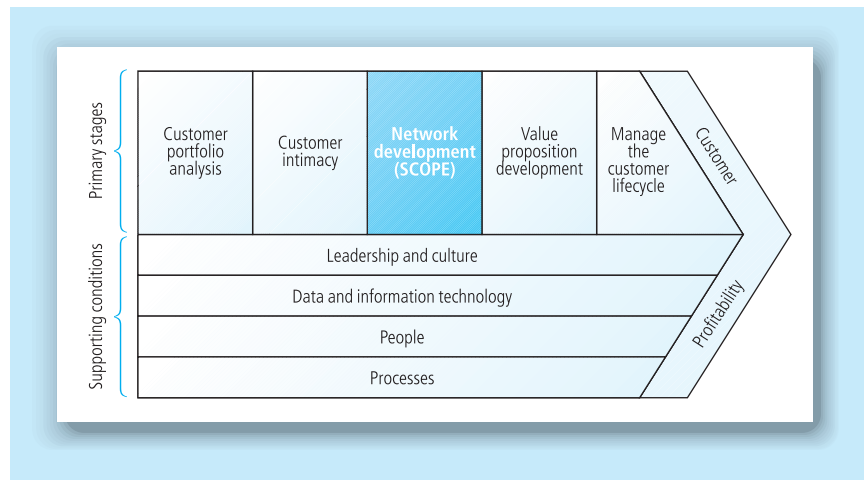 Primary stages
Customer
portfolio
analysis
Customer
intimacy
Network
development
(SCOPE)
Value
proposition
development
Manage
the
customer
lifecycle
Customer
Supporting conditions
Leadership and culture
Data and information technology
People
Processes
Profitability